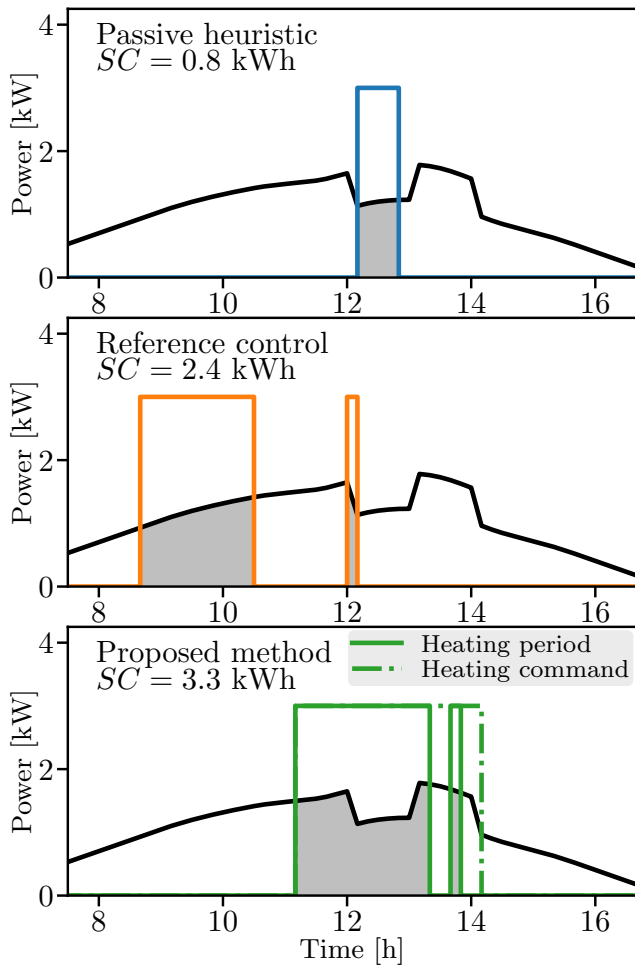 Passive heuristic
SC = 0.8 kWh
Power [kW]
4
2
0
8 10 12 14 16
Reference control
SC = 2.4 kWh
Power [kW]
4
2
0
8 10 12 14 16
Proposed method
SC = 3.3 kWh
Heating period
Heating command
Power [kW]
4
2
0
8 10 12 14 16
Time [h]